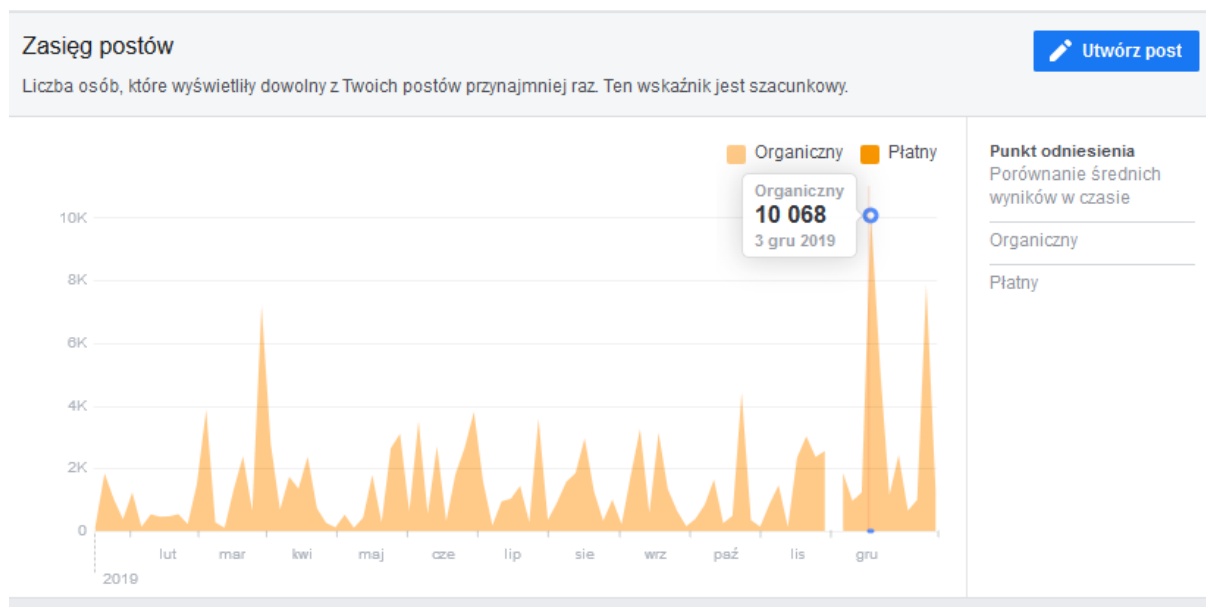 Zasięg postów
Utwórz post
Liczba osób, które wyświetliły dowolny z Twoich postów przynajmniej raz. Ten wskaźnik jest szacunkowy.
Organiczny
Płatny
Organiczny
10 068
3 gru 2019
10K
8K
6K
4K
2K
0
lut
mar
kwi
maj
cze
lip
sie
wrz
paź
lis
gru
2019
Punkt odniesienia
Porównanie średnich
wyników w czasie
Organiczny
Płatny